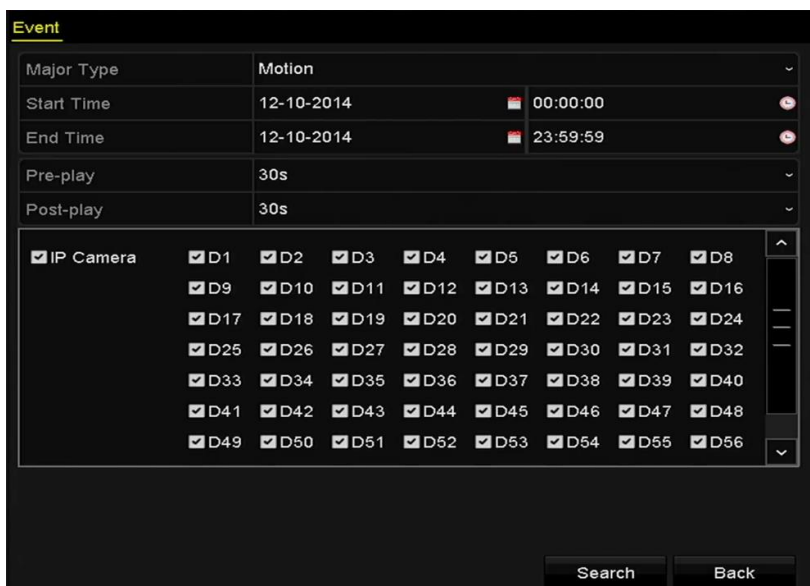 Event
Major Type Motion
Start Time 12-10-2014 00:00:00
End Time 12-10-2014 23:59:59
Pre-play 30s
Post-play 30s
IP Camera D1 D2 D3 D4 D5 D6 D7 D8
D9 D10 D11 D12 D13 D14 D15 D16
D17 D18 D19 D20 D21 D22 D23 D24
D25 D26 D27 D28 D29 D30 D31 D32
D33 D34 D35 D36 D37 D38 D39 D40
D41 D42 D43 D44 D45 D46 D47 D48
D49 D50 D51 D52 D53 D54 D55 D56
Search Back